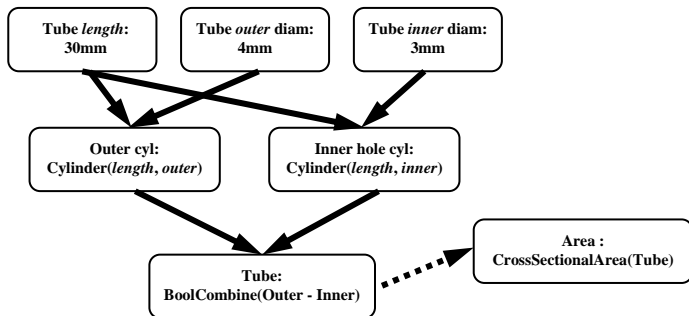 Tube length:
30mm
Tube outer diam:
4mm
Tube inner diam:
3mm
Outer cyl:
Cylinder(length, outer)
Inner hole cyl:
Cylinder(length, inner)
Tube:
BoolCombine(Outer - Inner)
Area :
CrossSectionalArea(Tube)